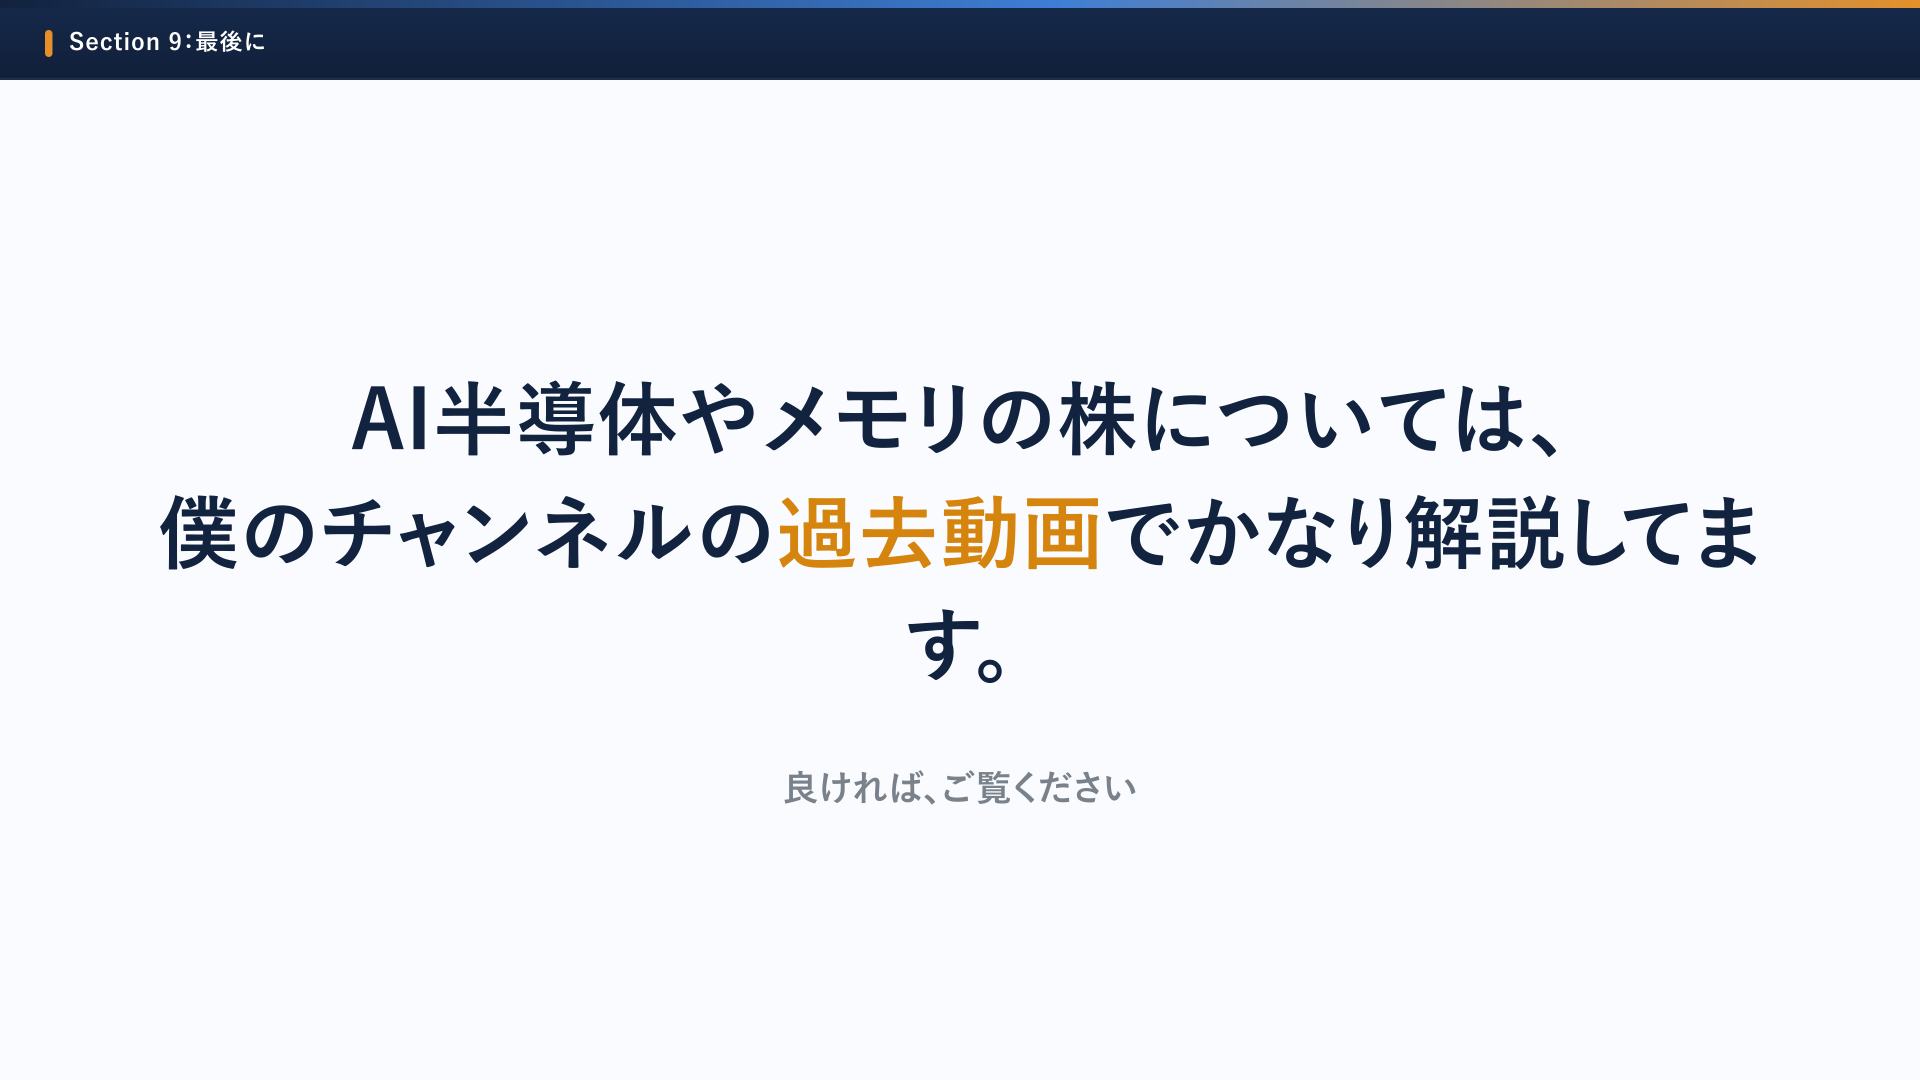 Section 9：最後に
AI半導体やメモリの株については、
僕のチャンネルの過去動画でかなり解説してま
す。
良ければ、ご覧ください